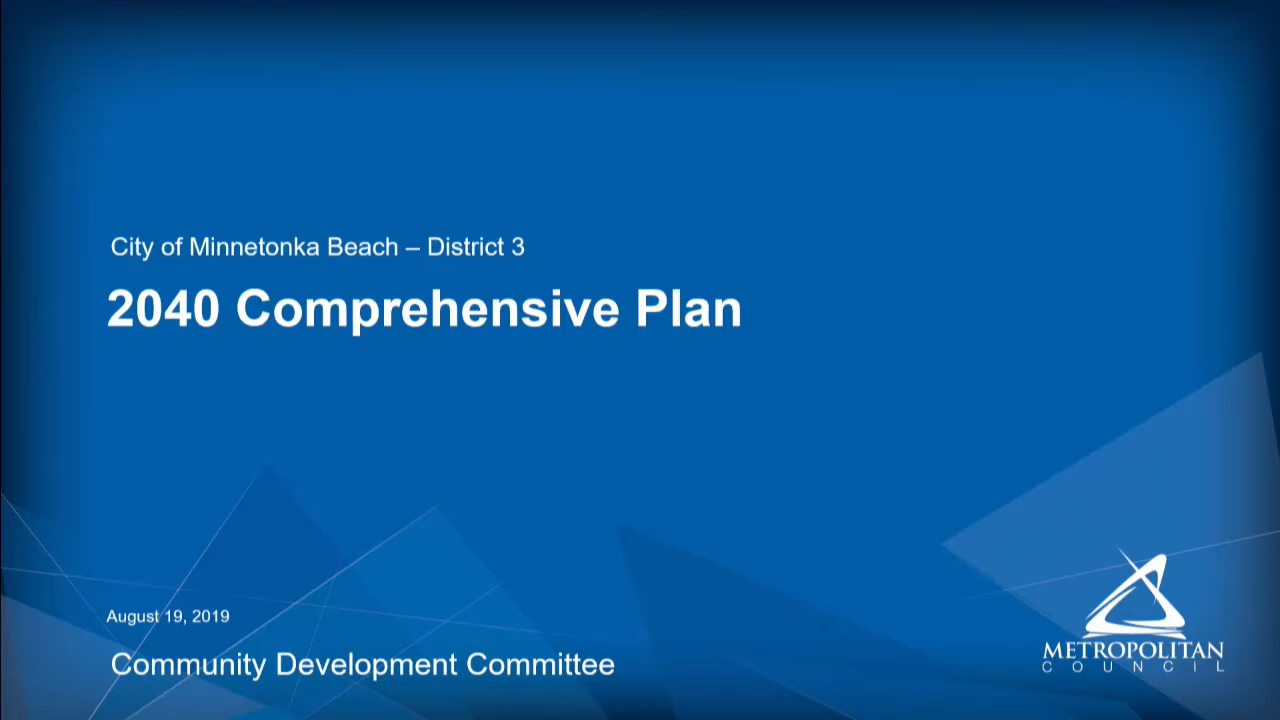 City of Minnetonka Beach – District 3
2040 Comprehensive Plan
August 19, 2019
Community Development Committee
METROPOLITAN
COUNCIL